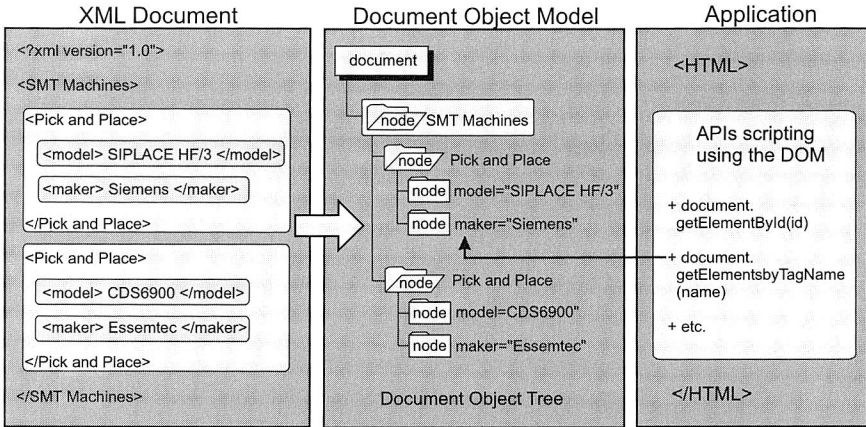 XML Document
<?xml version="1.0">
<SMT Machines>
<Pick and Place>
<model> SIPLACE HF/3 </model>
<maker> Siemens </maker>
</Pick and Place>
<Pick and Place>
<model> CDS6900 </model>
<maker> Essemtec </maker>
</Pick and Place>
</SMT Machines>
Document Object Model
document
node SMT Machines
node Pick and Place
node model="SIPLACE HF/3"
node maker="Siemens"
node Pick and Place
node model=CDS6900"
node maker="Essemtec"
Document Object Tree
Application
<HTML>
APIs scripting
using the DOM
+ document.
getElementById(id)
+ document.
getElementsbyTagName
(name)
+ etc.
</HTML>